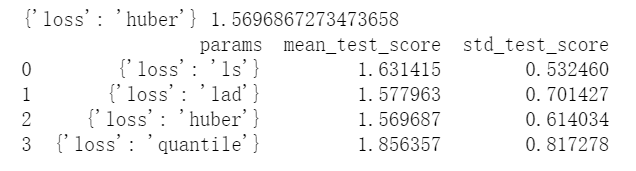 {'loss': 'huber'} 1.5696867273473658
params mean_test_score std_test_score
0 {'loss': 'ls'} 1.631415 0.532460
1 {'loss': 'lad'} 1.577963 0.701427
2 {'loss': 'huber'} 1.569687 0.614034
3 {'loss': 'quantile'} 1.856357 0.817278